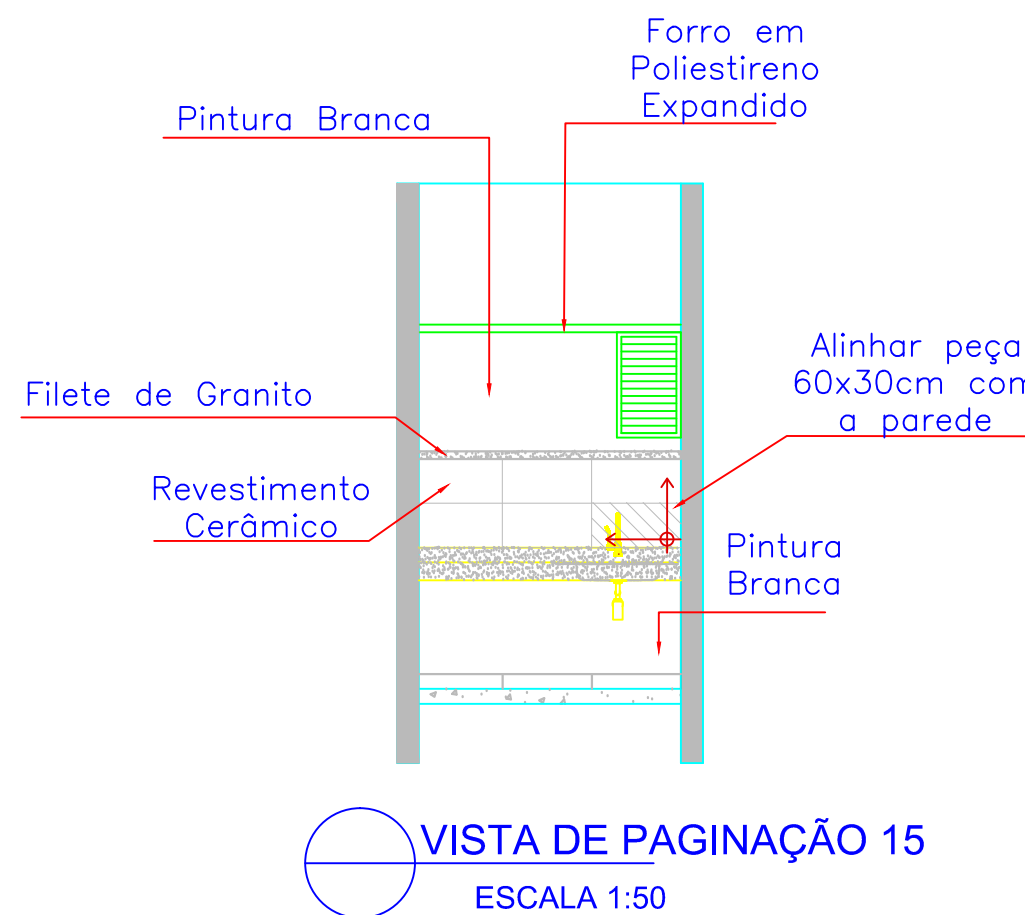 Forro em
Poliestireno
Expandido
Pintura Branca
Alinhar peça
60x30cm com
a parede
Filete de Granito
Revestimento
Cerâmico
Pintura
Branca
VISTA DE PAGINAÇÃO 15
ESCALA 1:50